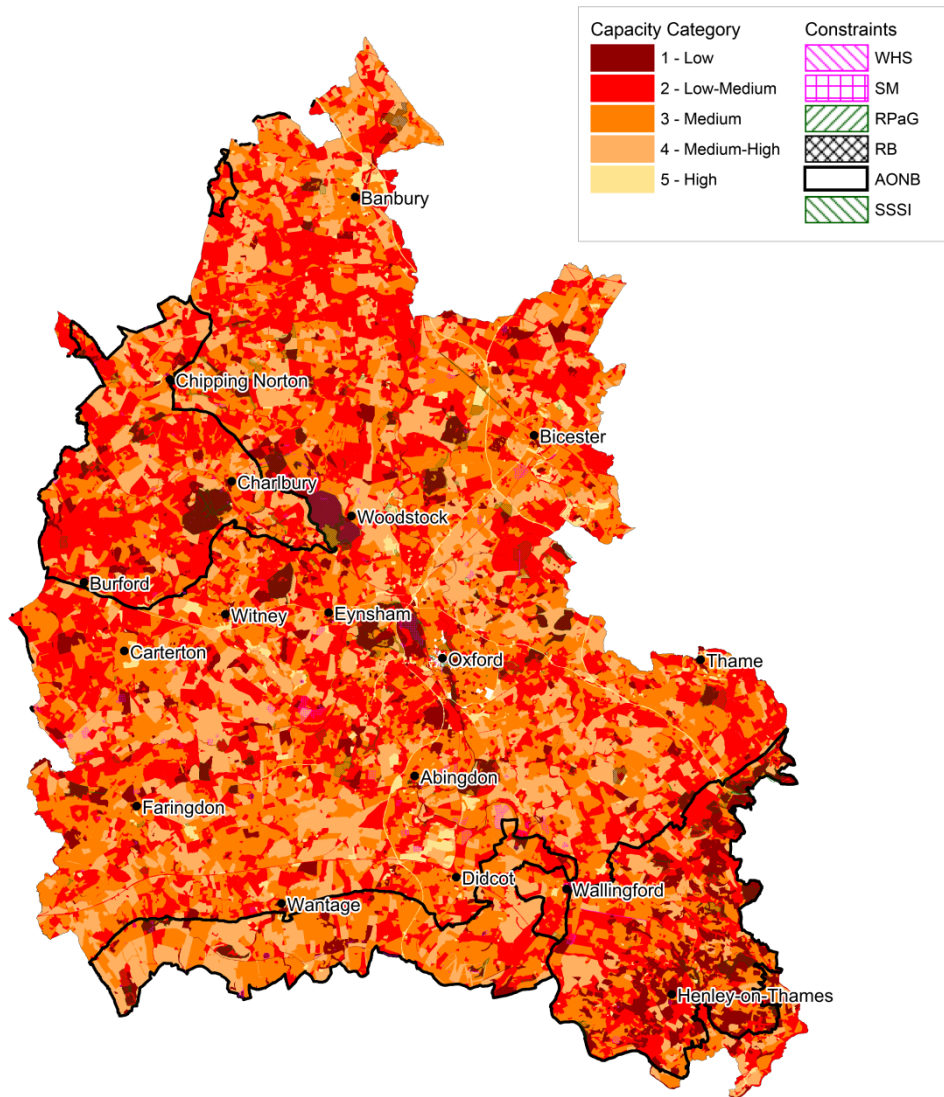 Capacity Category
1 - Low
2 - Low-Medium
3 - Medium
4 - Medium-High
5 - High
Constraints
WHS
SM
RPaG
RB
AONB
SSSI
Banbury
Chipping Norton
Bicester
Charlbury
Woodstock
Burford
Witney
Eynsham
Carterton
Oxford
Thame
Abingdon
Faringdon
Didcot
Wallingford
Wantage
Henley-on-Thames